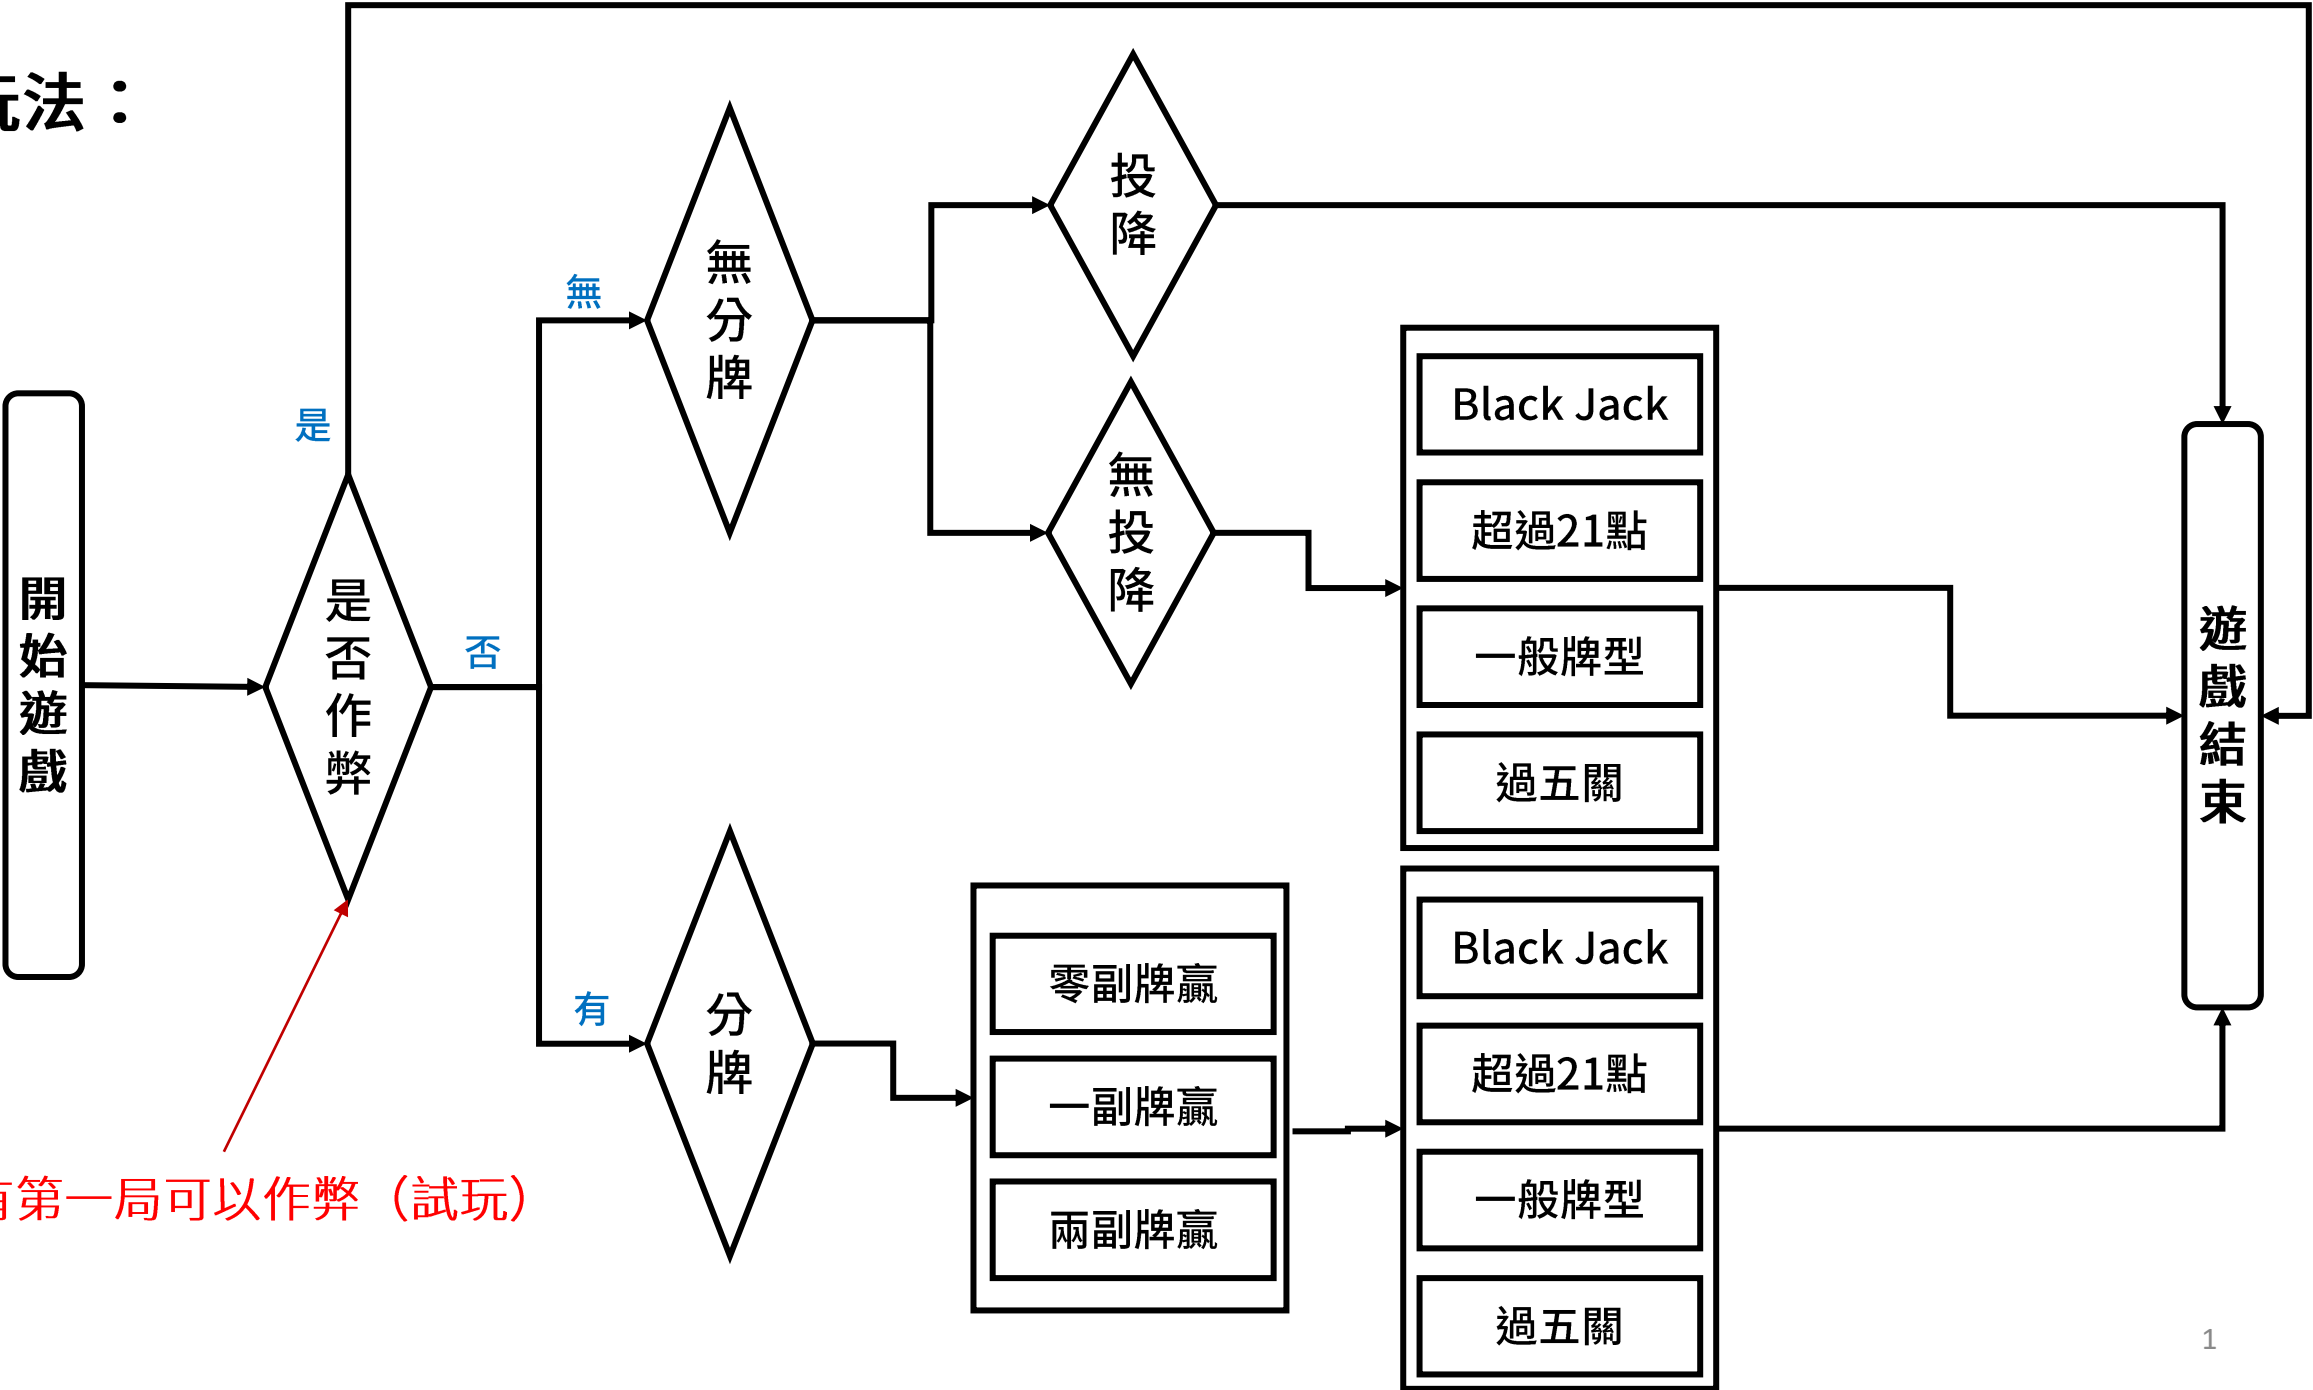 玩法：
開始遊戲
是否作弊
是
否
無
有
無分牌
分牌
投降
無投降
Black Jack
超過21點
一般牌型
過五關
零副牌贏
一副牌贏
兩副牌贏
Black Jack
超過21點
一般牌型
過五關
遊戲結束
有第一局可以作弊（試玩）
1